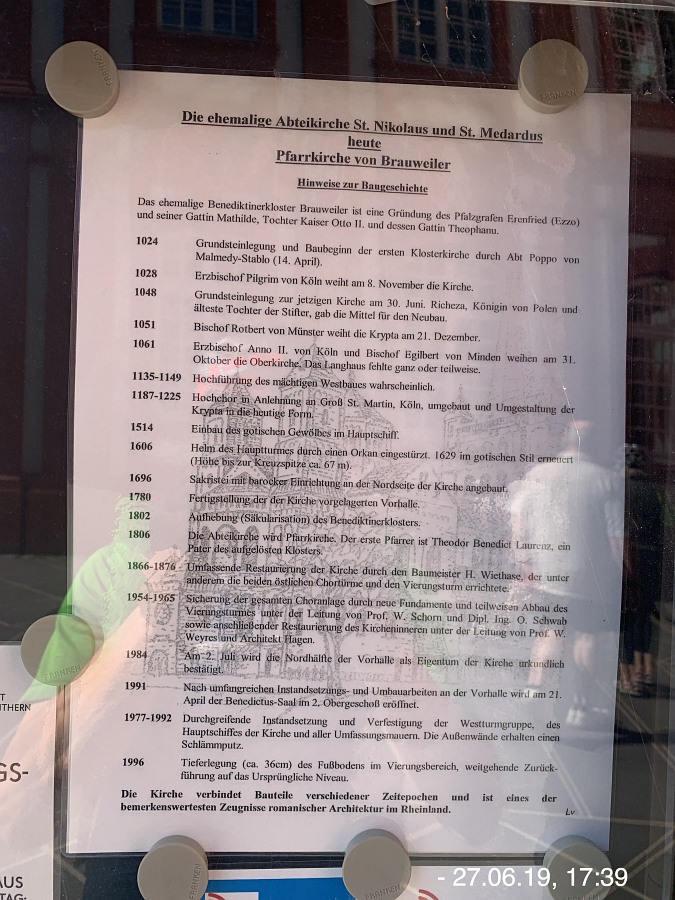 Die ehemalige Abteikirche St. Nikolaus und St. Medardus
heute
Pfarrkirche von Brauweiler
Hinweise zur Baugeschichte
Das ehemalige Benediktinerkloster Brauweiler ist eine Gründung des Pfalzgrafen Erenfried (Ezzo)
und seiner Gattin Mathilde, Tochter Kaiser Otto II. und dessen Gattin Theophanu.
1024 Grundsteinlegung und Baubeginn der ersten Klosterkirche durch Abt Poppo von
Malmedy-Stablo (14. April).
1028 Erzbischof Pilgrim von Köln weiht am 8. November die Kirche.
1048 Grundsteinlegung zur jetzigen Kirche am 30. Juni. Richeza, Königin von Polen und
älteste Tochter der Stifter, gab die Mittel für den Neubau.
1051 Bischof Rotbert von Münster weiht die Krypta am 21. Dezember.
1061 Erzbischof Anno II. von Köln und Bischof Egilbert von Minden weihen am 31.
Oktober die Oberkirche. Das Langhaus fehlte ganz oder teilweise.
1135-1149 Hochführung des mächtigen Westbaues wahrscheinlich.
1187-1225 Hochchor in Anlehnung an Groß St. Martin, Köln, umgebaut und Umgestaltung der
Krypta in die heutige Form.
1514 Einbau des gotischen Gewölbes im Hauptschiff.
1606 Helm des Hauptturmes durch einen Orkan eingestürzt. 1629 im gotischen Stil erneuert
(Höhe bis zur Kreuzspitze ca. 67 m).
1696 Sakristei mit barocker Einrichtung an der Nordseite der Kirche angebaut.
1780 Fertigstellung der der Kirche vorgelagerten Vorhalle.
1802 Aufhebung (Säkularisation) des Benediktinerklosters.
1806 Die Abteikirche wird Pfarrkirche. Der erste Pfarrer ist Theodor Benedict Laurenz, ein
Pater des aufgelösten Klosters.
1866-1876 Umfassende Restaurierung der Kirche durch den Baumeister H. Wiethase, der unter
anderem die beiden östlichen Chortürme und den Vierungsturm errichtete.
1954-1965 Sicherung der gesamten Choranlage durch neue Fundamente und teilweisen Abbau des
Vierungsturmes unter der Leitung von Prof. W. Schorn und Dipl. Ing. O. Schwab
sowie anschließender Restaurierung des Kircheninneren unter der Leitung von Prof. W.
Weyres und Architekt Hagen.
1984 Am 2. Juli wird die Nordhälfte der Vorhalle als Eigentum der Kirche urkundlich
bestätigt.
1991 Nach umfangreichen Instandsetzungs- und Umbauarbeiten an der Vorhalle wird am 21.
April der Benedictus-Saal im 2. Obergeschoß eröffnet.
1977-1992 Durchgreifende Instandsetzung und Verfestigung der Westturmgruppe, des
Hauptschiffes der Kirche und aller Umfassungsmauern. Die Außenwände erhalten einen
Schlämmputz.
1996 Tieferlegung (ca. 36cm) des Fußbodens im Vierungsbereich, weitgehende Zurück-
führung auf das Ursprüngliche Niveau.
Die Kirche verbindet Bauteile verschiedener Zeitepochen und ist eines der
bemerkenswertesten Zeugnisse romanischer Architektur im Rheinland.
Lv
T
THERN
GS-
AUS
TAG:
FRANKEN
FRANKEN
FRANKEN
FRANKEN
- 27.06.19, 17:39